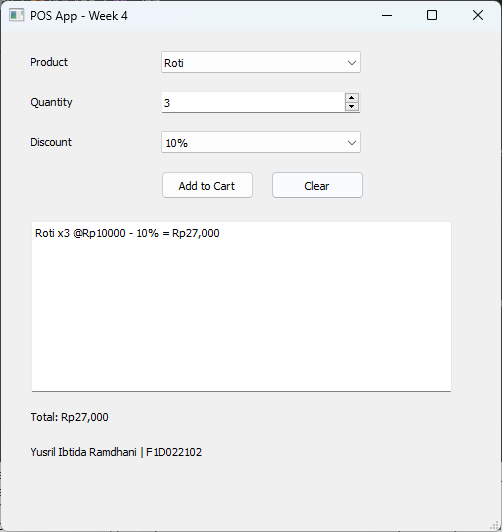 POS App - Week 4
Product Roti
Quantity 3
Discount 10%
Add to Cart Clear
Roti x3 @Rp10000 - 10% = Rp27,000
Total: Rp27,000
Yusril Ibtida Ramdhani | F1D022102